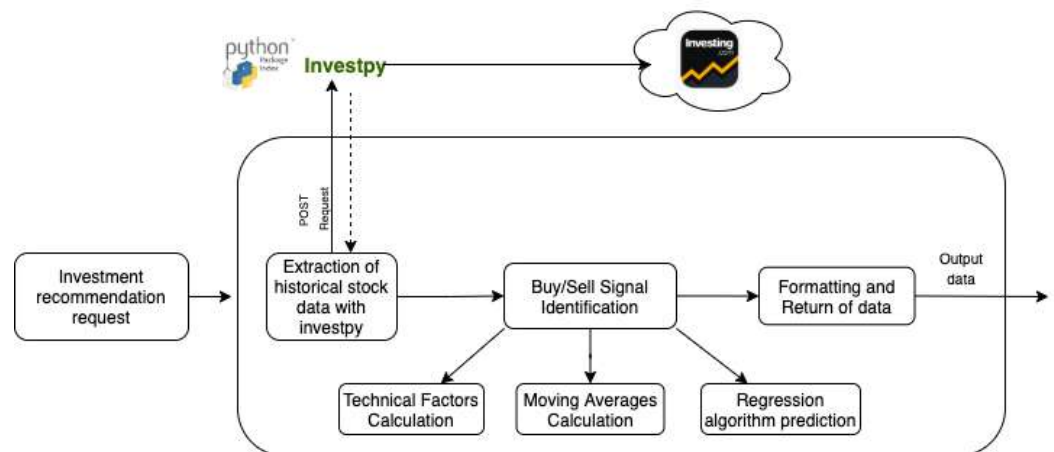 python
Package
Index
Investpy
Investing
.com
POST
Request
Investment
recommendation
request
Extraction of
historical stock
data with
investpy
Buy/Sell Signal
Identification
Formatting and
Return of data
Output
data
Technical Factors
Calculation
Moving Averages
Calculation
Regression
algorithm prediction